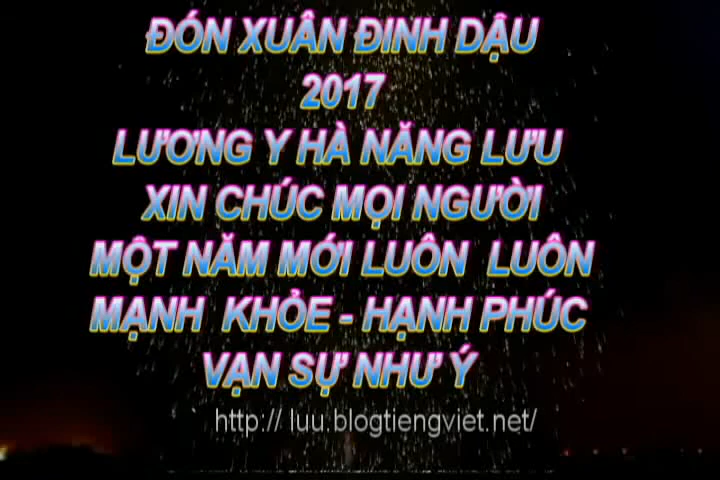 ĐÓN XUÂN ĐINH DẬU
2017
LƯƠNG Y HÀ NĂNG LƯU
XIN CHÚC MỌI NGƯỜI
MỘT NĂM MỚI LUÔN LUÔN
MẠNH KHỎE - HẠNH PHÚC
VẠN SỰ NHƯ Ý
http:// luu.blogtiengviet.net/